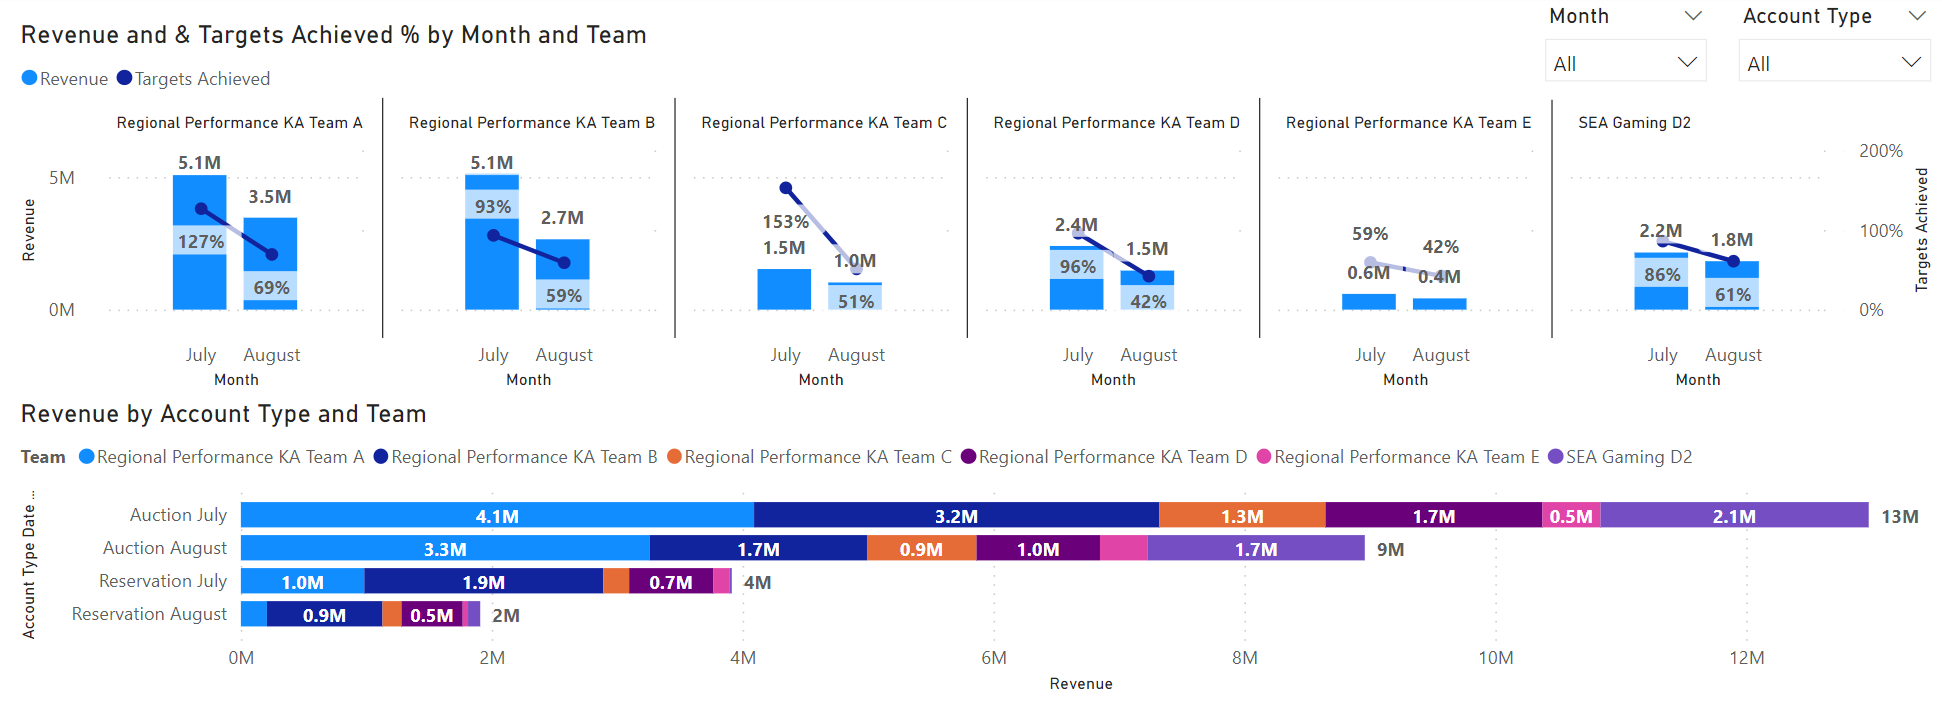 Revenue and & Targets Achieved % by Month and Team
Month
Account Type
All
All
Revenue Targets Achieved
Regional Performance KA Team A
Regional Performance KA Team B
Regional Performance KA Team C
Regional Performance KA Team D
Regional Performance KA Team E
SEA Gaming D2
Revenue
5M
0M
5.1M
3.5M
127%
69%
5.1M
2.7M
93%
59%
153%
1.5M
1.0M
51%
2.4M
1.5M
96%
42%
59%
42%
0.6M
0.4M
2.2M
1.8M
86%
61%
200%
100%
0%
Targets Achieved
July August
July August
July August
July August
July August
July August
Month
Month
Month
Month
Month
Month
Revenue by Account Type and Team
Team Regional Performance KA Team A Regional Performance KA Team B Regional Performance KA Team C Regional Performance KA Team D Regional Performance KA Team E SEA Gaming D2
Account Type Date ...
Auction July 4.1M 3.2M 1.3M 1.7M 0.5M 2.1M 13M
Auction August 3.3M 1.7M 0.9M 1.0M 1.7M 9M
Reservation July 1.0M 1.9M 0.7M 4M
Reservation August 0.9M 0.5M 2M
0M 2M 4M 6M 8M 10M 12M
Revenue